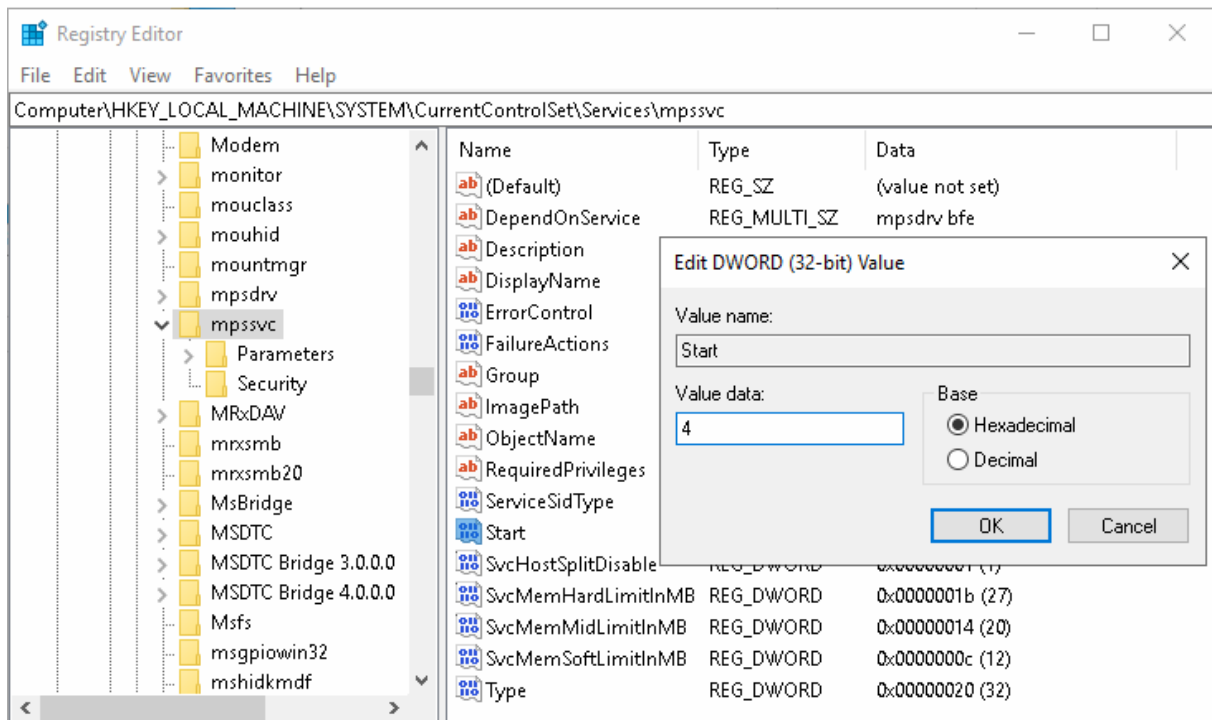 Registry Editor
File Edit View Favorites Help
Computer\HKEY_LOCAL_MACHINE\SYSTEM\CurrentControlSet\Services\mpssvc
Modem
monitor
mouclass
mouhid
mountmgr
mpsdrv
mpssvc
Parameters
Security
MRxDAV
mrxsmb
mrxsmb20
MsBridge
MSDTC
MSDTC Bridge 3.0.0.0
MSDTC Bridge 4.0.0.0
Msfs
msgpiowin32
mshidkmdf
Name Type Data
(Default) REG_SZ (value not set)
DependOnService REG_MULTI_SZ mpsdrv bfe
Description
DisplayName
ErrorControl
FailureActions
Group
ImagePath
ObjectName
RequiredPrivileges
ServiceSidType
Start
SvcHostSplitDisable REG_DWORD 0x00000001 (1)
SvcMemHardLimitInMB REG_DWORD 0x0000001b (27)
SvcMemMidLimitInMB REG_DWORD 0x00000014 (20)
SvcMemSoftLimitInMB REG_DWORD 0x0000000c (12)
Type REG_DWORD 0x00000020 (32)
Edit DWORD (32-bit) Value
Value name:
Start
Value data:
4
Base
Hexadecimal
Decimal
OK Cancel